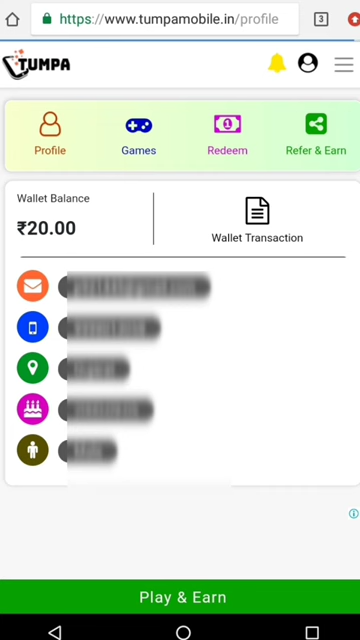 https://www.tumpamobile.in/profile
3
TUMPA
Profile
Games
Redeem
Refer & Earn
Wallet Balance
₹20.00
Wallet Transaction
Play & Earn